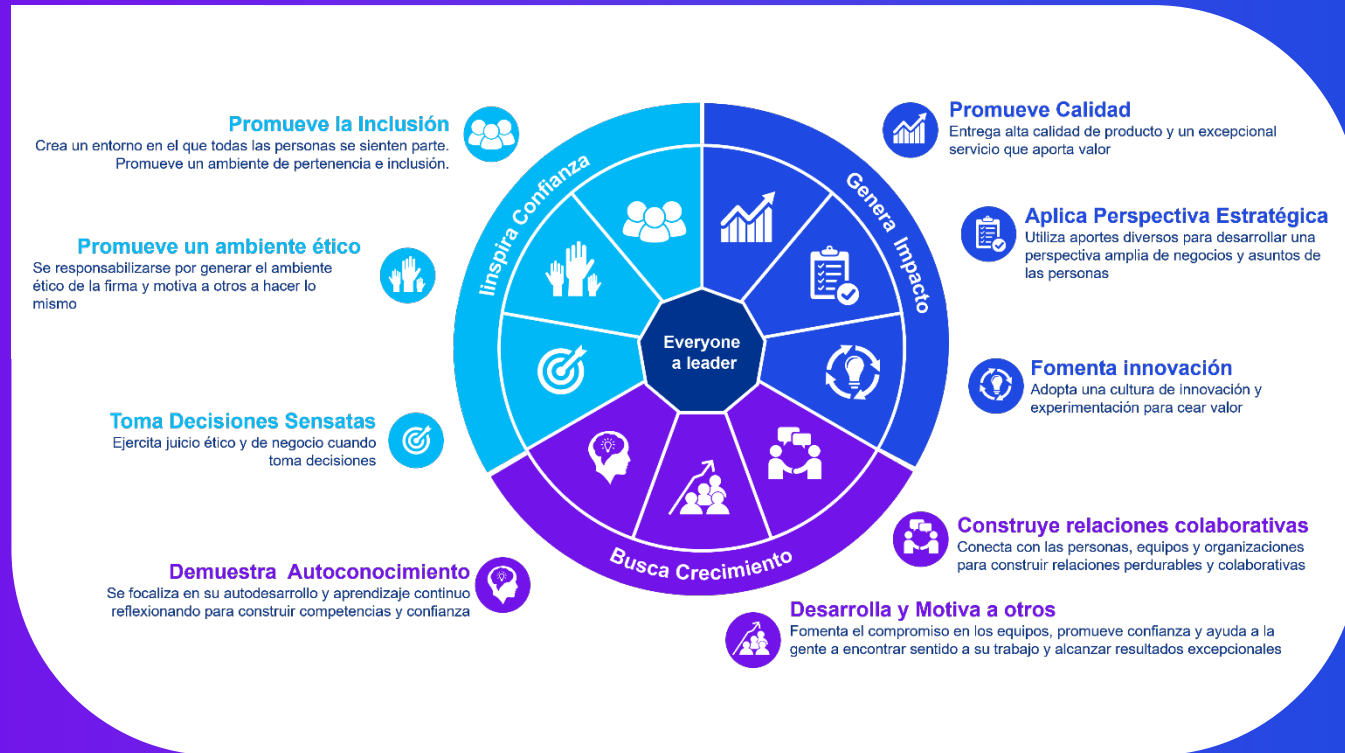 Promueve la Inclusión
Crea un entorno en el que todas las personas se sienten parte.
Promueve un ambiente de pertenencia e inclusión.
Promueve un ambiente ético
Se responsabilizarse por generar el ambiente
ético de la firma y motiva a otros a hacer lo
mismo
Toma Decisiones Sensatas
Ejercita juicio ético y de negocio cuando
toma decisiones
Demuestra Autoconocimiento
Se focaliza en su autodesarrollo y aprendizaje continuo
reflexionando para construir competencias y confianza
Iinspira Confianza
Genera Impacto
Busca Crecimiento
Everyone
a leader
Promueve Calidad
Entrega alta calidad de producto y un excepcional
servicio que aporta valor
Aplica Perspectiva Estratégica
Utiliza aportes diversos para desarrollar una
perspectiva amplia de negocios y asuntos de
las personas
Fomenta innovación
Adopta una cultura de innovación y
experimentación para cear valor
Construye relaciones colaborativas
Conecta con las personas, equipos y organizaciones
para construir relaciones perdurables y colaborativas
Desarrolla y Motiva a otros
Fomenta el compromiso en los equipos, promueve confianza y ayuda a la
gente a encontrar sentido a su trabajo y alcanzar resultados excepcionales